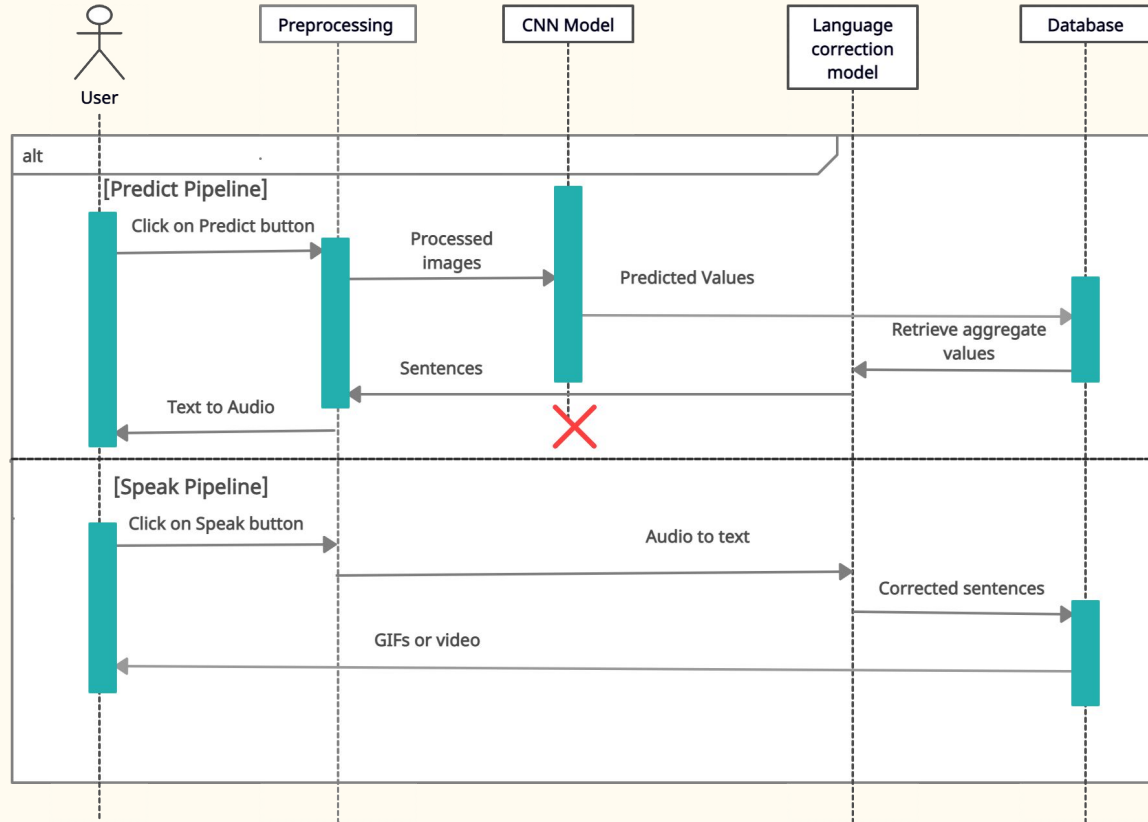 Preprocessing
CNN Model
Language
correction
model
Database
User
alt
[Predict Pipeline]
Click on Predict button
Processed
images
Predicted Values
Retrieve aggregate
values
Sentences
Text to Audio
[Speak Pipeline]
Click on Speak button
Audio to text
Corrected sentences
GIFs or video